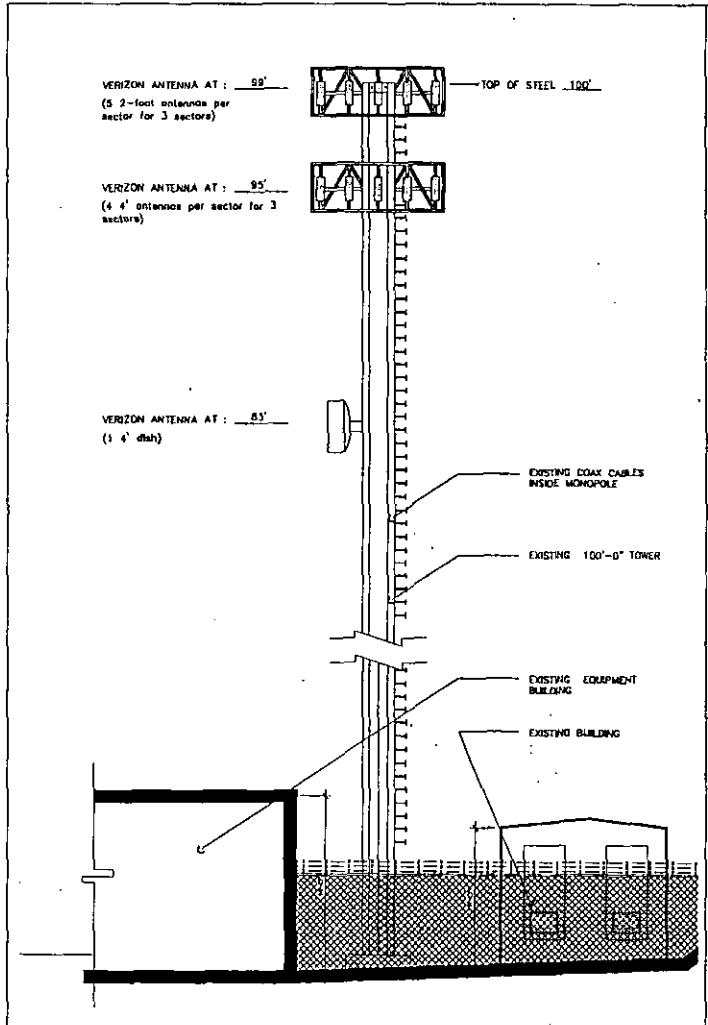 VERIZON ANTENNA AT : 99'
(5 2-foot antennas per
sector for 3 sectors)
TOP OF STEEL 100'
VERIZON ANTENNA AT : 95'
(4 4' antennas per sector for 3
sectors)
VERIZON ANTENNA AT : 83'
(1 4' dish)
EXISTING COAX CABLES
INSIDE MONOPOLE
EXISTING 100'-0" TOWER
EXISTING EQUIPMENT
BUILDING
EXISTING BUILDING